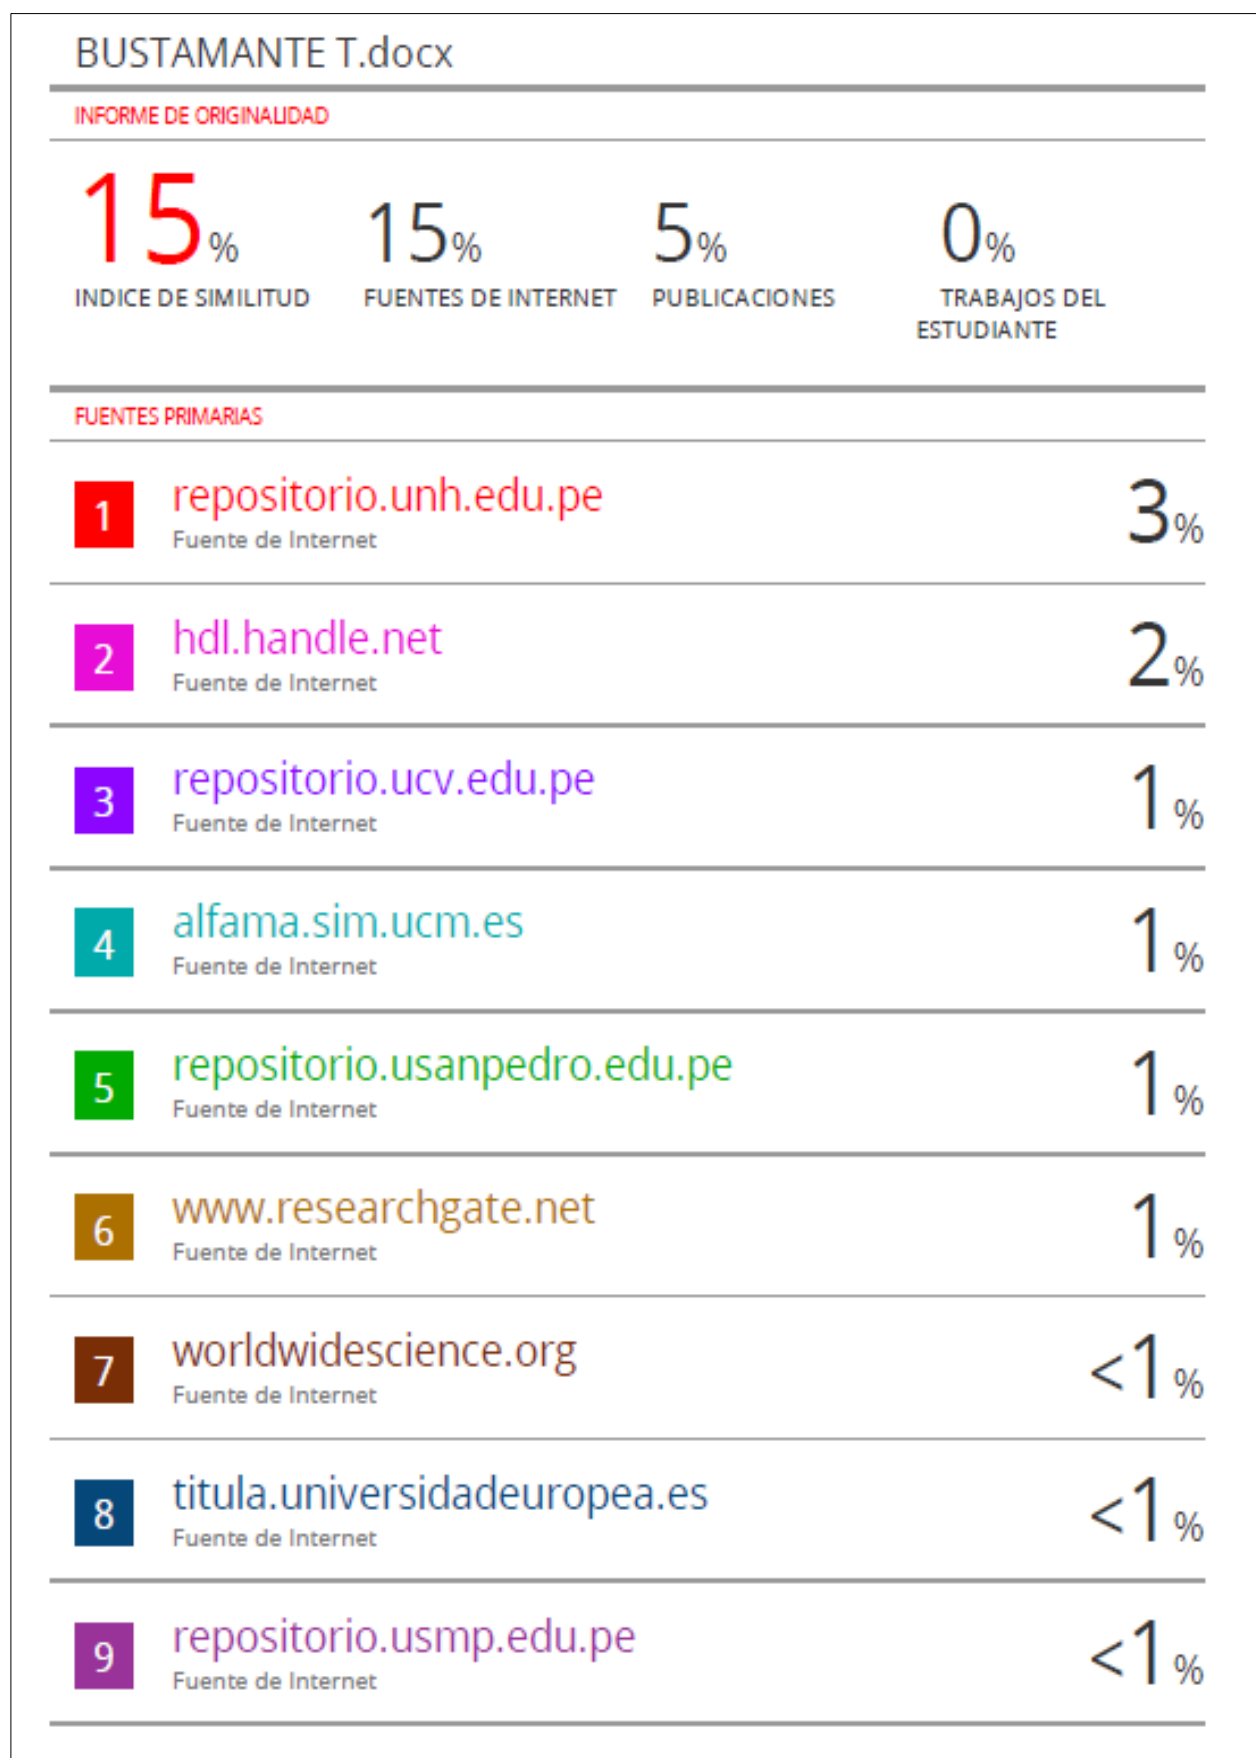 BUSTAMANTE T.docx
INFORME DE ORIGINALIDAD
15% 15% 5% 0%
INDICE DE SIMILITUD FUENTES DE INTERNET PUBLICACIONES TRABAJOS DEL
ESTUDIANTE
FUENTES PRIMARIAS
1 repositorio.unh.edu.pe 3%
Fuente de Internet
2 hdl.handle.net 2%
Fuente de Internet
3 repositorio.ucv.edu.pe 1%
Fuente de Internet
4 alfama.sim.ucm.es 1%
Fuente de Internet
5 repositorio.usanpedro.edu.pe 1%
Fuente de Internet
6 www.researchgate.net 1%
Fuente de Internet
7 worldwidescience.org <1%
Fuente de Internet
8 titula.universidadeuropea.es <1%
Fuente de Internet
9 repositorio.usmp.edu.pe <1%
Fuente de Internet